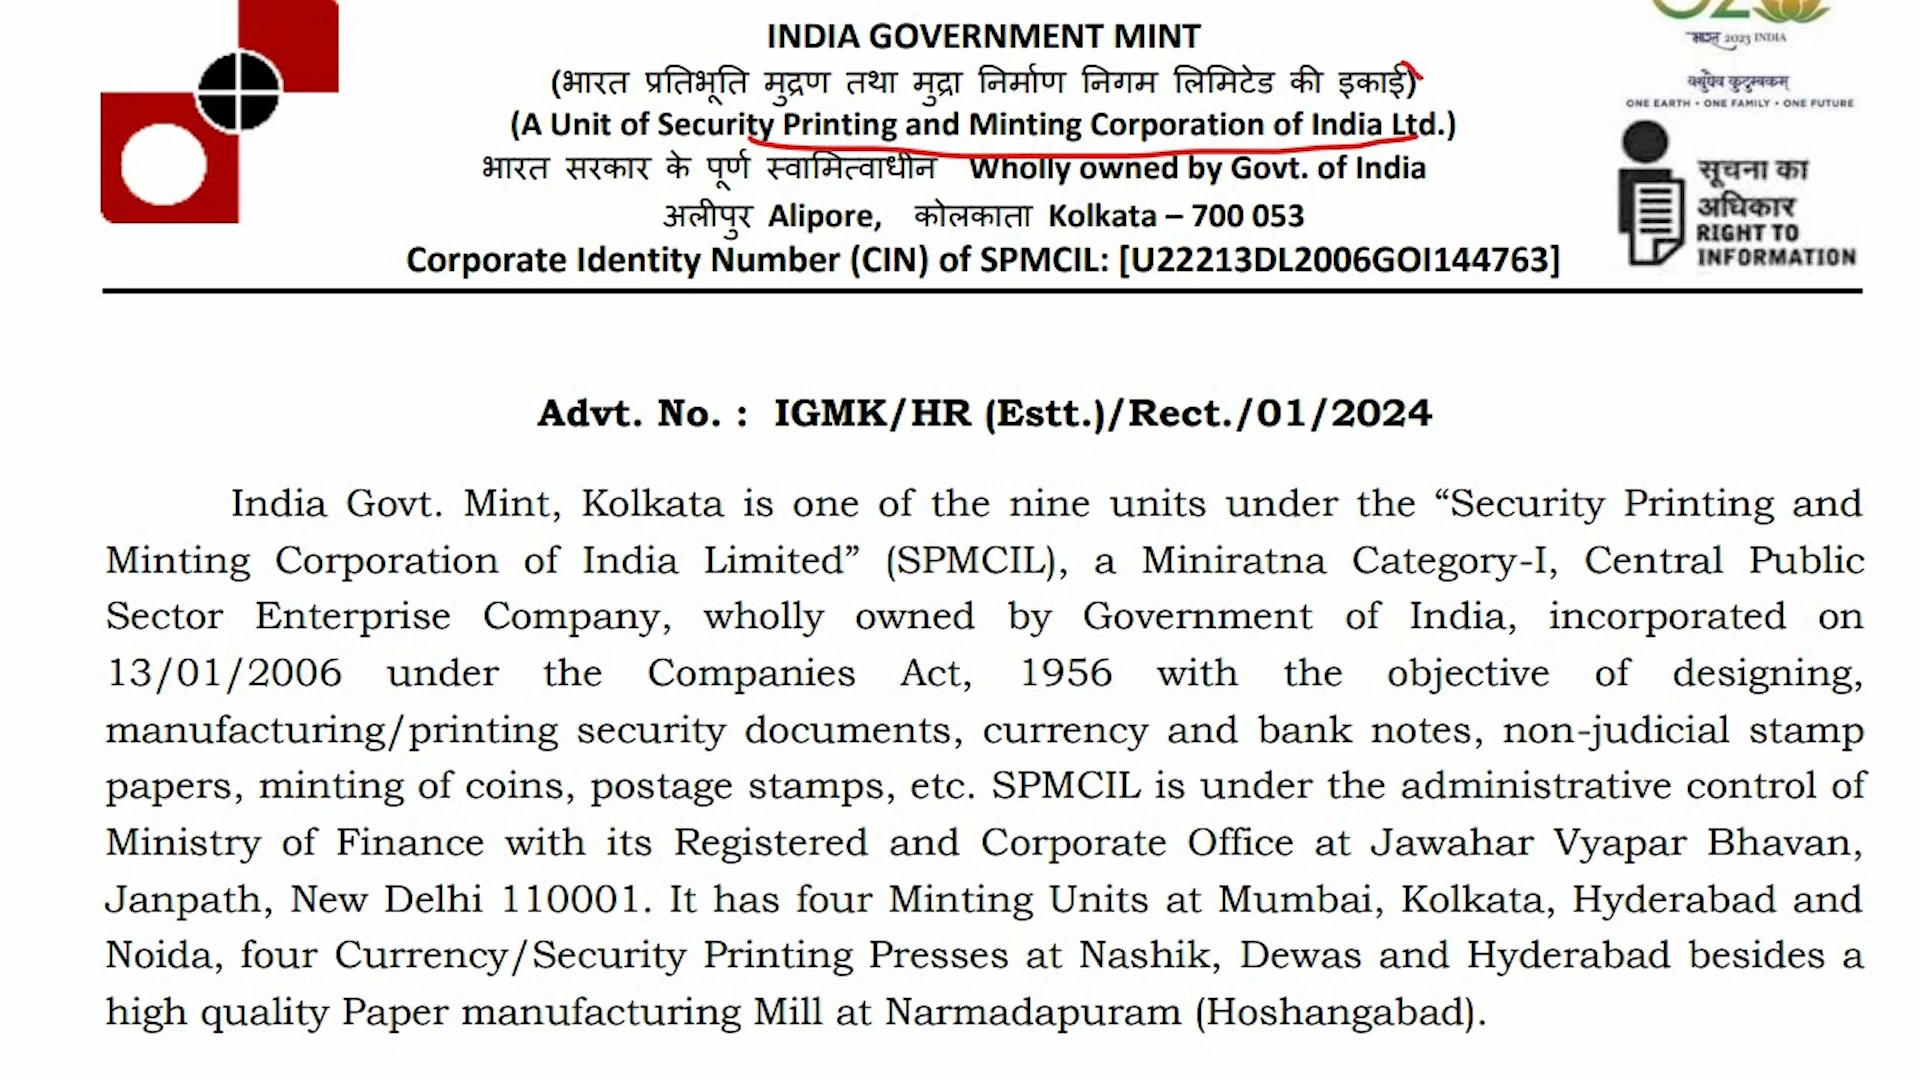 INDIA GOVERNMENT MINT
(भारत प्रतिभूति मुद्रण तथा मुद्रा निर्माण निगम लिमिटेड की इकाई)
(A Unit of Security Printing and Minting Corporation of India Ltd.)
भारत सरकार के पूर्ण स्वामित्वाधीन Wholly owned by Govt. of India
अलीपुर Alipore, कोलकाता Kolkata – 700 053
Corporate Identity Number (CIN) of SPMCIL: [U22213DL2006GOI144763]
भारत 2023 INDIA
वसुधैव कुटुम्बकम्
ONE EARTH • ONE FAMILY • ONE FUTURE
सूचना का
अधिकार
RIGHT TO
INFORMATION
Advt. No. : IGMK/HR (Estt.)/Rect./01/2024
India Govt. Mint, Kolkata is one of the nine units under the “Security Printing and
Minting Corporation of India Limited” (SPMCIL), a Miniratna Category-I, Central Public
Sector Enterprise Company, wholly owned by Government of India, incorporated on
13/01/2006 under the Companies Act, 1956 with the objective of designing,
manufacturing/printing security documents, currency and bank notes, non-judicial stamp
papers, minting of coins, postage stamps, etc. SPMCIL is under the administrative control of
Ministry of Finance with its Registered and Corporate Office at Jawahar Vyapar Bhavan,
Janpath, New Delhi 110001. It has four Minting Units at Mumbai, Kolkata, Hyderabad and
Noida, four Currency/Security Printing Presses at Nashik, Dewas and Hyderabad besides a
high quality Paper manufacturing Mill at Narmadapuram (Hoshangabad).